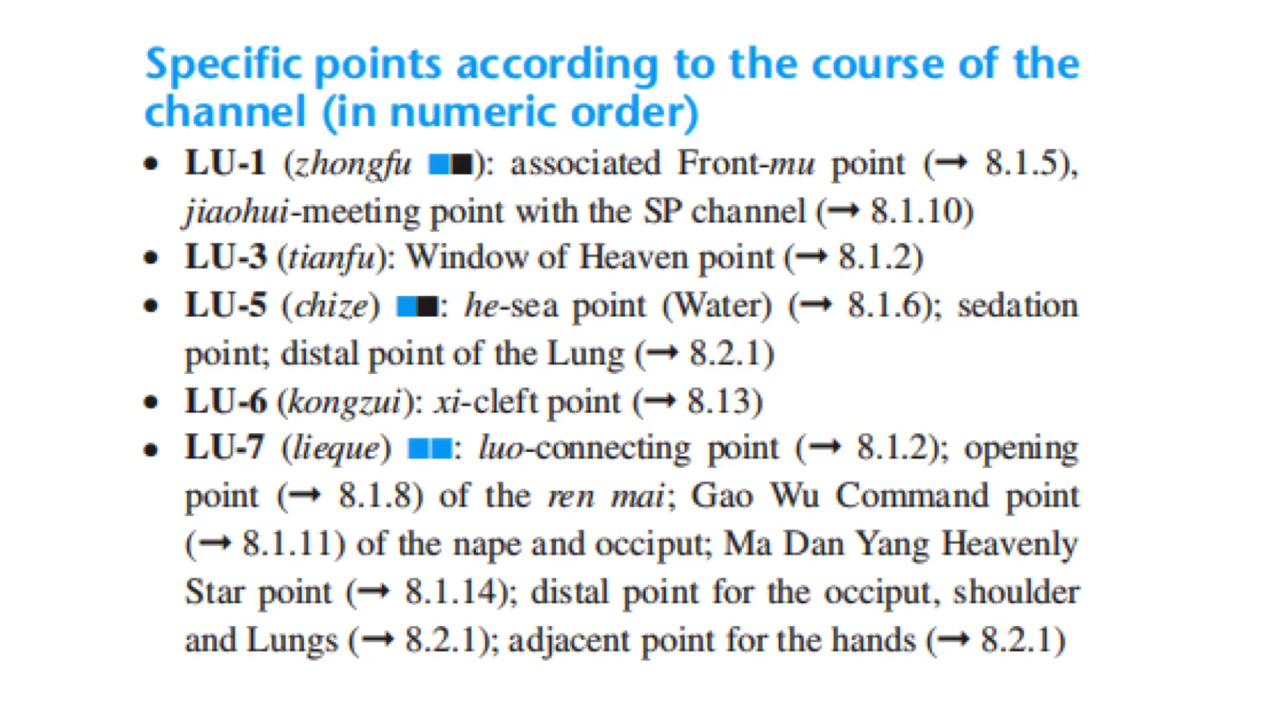 Specific points according to the course of the
channel (in numeric order)
• LU-1 (zhongfu ■■): associated Front-mu point (→ 8.1.5),
jiaohui-meeting point with the SP channel (→ 8.1.10)
• LU-3 (tianfu): Window of Heaven point (→ 8.1.2)
• LU-5 (chize) ■■: he-sea point (Water) (→ 8.1.6); sedation
point; distal point of the Lung (→ 8.2.1)
• LU-6 (kongzui): xi-cleft point (→ 8.13)
• LU-7 (lieque) ■■: luo-connecting point (→ 8.1.2); opening
point (→ 8.1.8) of the ren mai; Gao Wu Command point
(→ 8.1.11) of the nape and occiput; Ma Dan Yang Heavenly
Star point (→ 8.1.14); distal point for the occiput, shoulder
and Lungs (→ 8.2.1); adjacent point for the hands (→ 8.2.1)